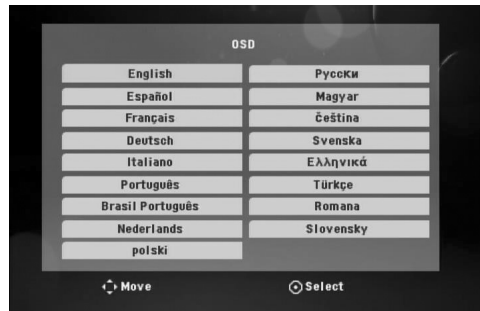 OSD
English
Русски
Español
Magyar
Français
čeština
Deutsch
Svenska
Italiano
Ελληνικά
Português
Türkçe
Brasil Português
Romana
Nederlands
Slovensky
polski
Move
Select